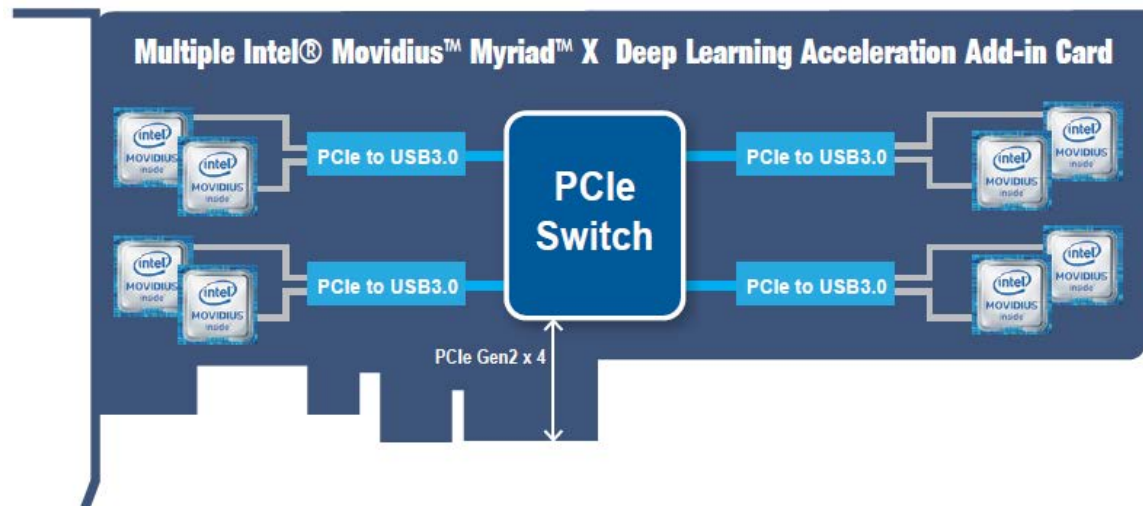 Multiple Intel® Movidius™ Myriad™ X Deep Learning Acceleration Add-in Card
intel
MOVIDIUS
inside
intel
MOVIDIUS
inside
PCIe to USB3.0
PCIe
Switch
PCIe to USB3.0
intel
MOVIDIUS
inside
intel
MOVIDIUS
inside
intel
MOVIDIUS
inside
intel
MOVIDIUS
inside
PCIe to USB3.0
PCIe to USB3.0
intel
MOVIDIUS
inside
intel
MOVIDIUS
inside
PCIe Gen2 x 4